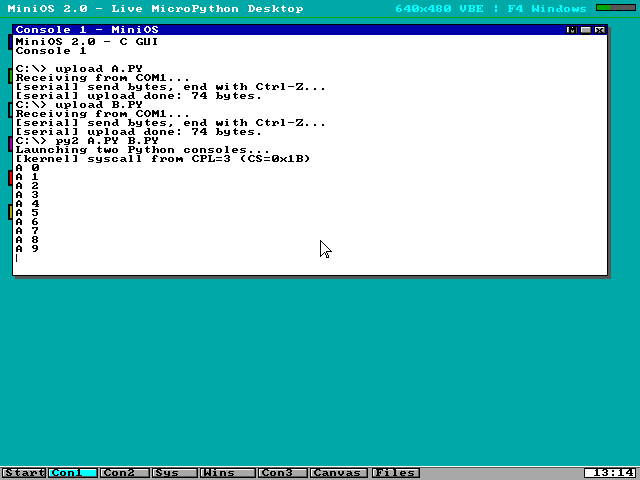 MiniOS 2.0 - Live MicroPython Desktop
640x480 VBE | F4 Windows
Console 1 - MiniOS
M
MiniOS 2.0 - C GUI
Console 1
C:\> upload A.PY
Receiving from COM1...
[serial] send bytes, end with Ctrl-Z...
[serial] upload done: 74 bytes.
C:\> upload B.PY
Receiving from COM1...
[serial] send bytes, end with Ctrl-Z...
[serial] upload done: 74 bytes.
C:\> py2 A.PY B.PY
Launching two Python consoles...
[kernel] syscall from CPL=3 (CS=0x1B)
A 0
A 1
A 2
A 3
A 4
A 5
A 6
A 7
A 8
A 9
Start Con1 Con2 Sys Wins Con3 Canvas Files 13:14